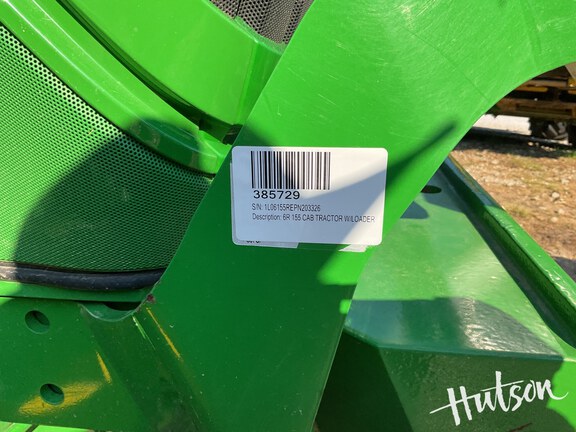 385729
S/N: 1L06155REPN203326
Description: 6R 155 CAB TRACTOR W/LOADER
Hutson